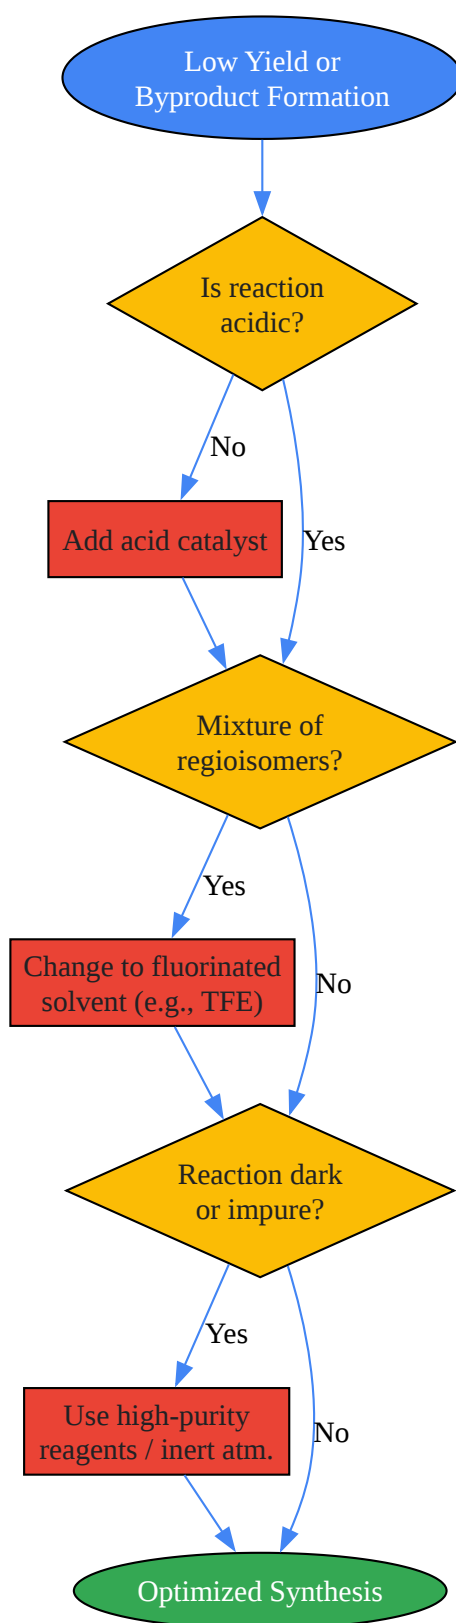 Low Yield or
Byproduct Formation
Is reaction
acidic?
No
Add acid catalyst
Yes
Mixture of
regioisomers?
Yes
Change to fluorinated
solvent (e.g., TFE)
No
Reaction dark
or impure?
Yes
Use high-purity
reagents / inert atm.
No
Optimized Synthesis